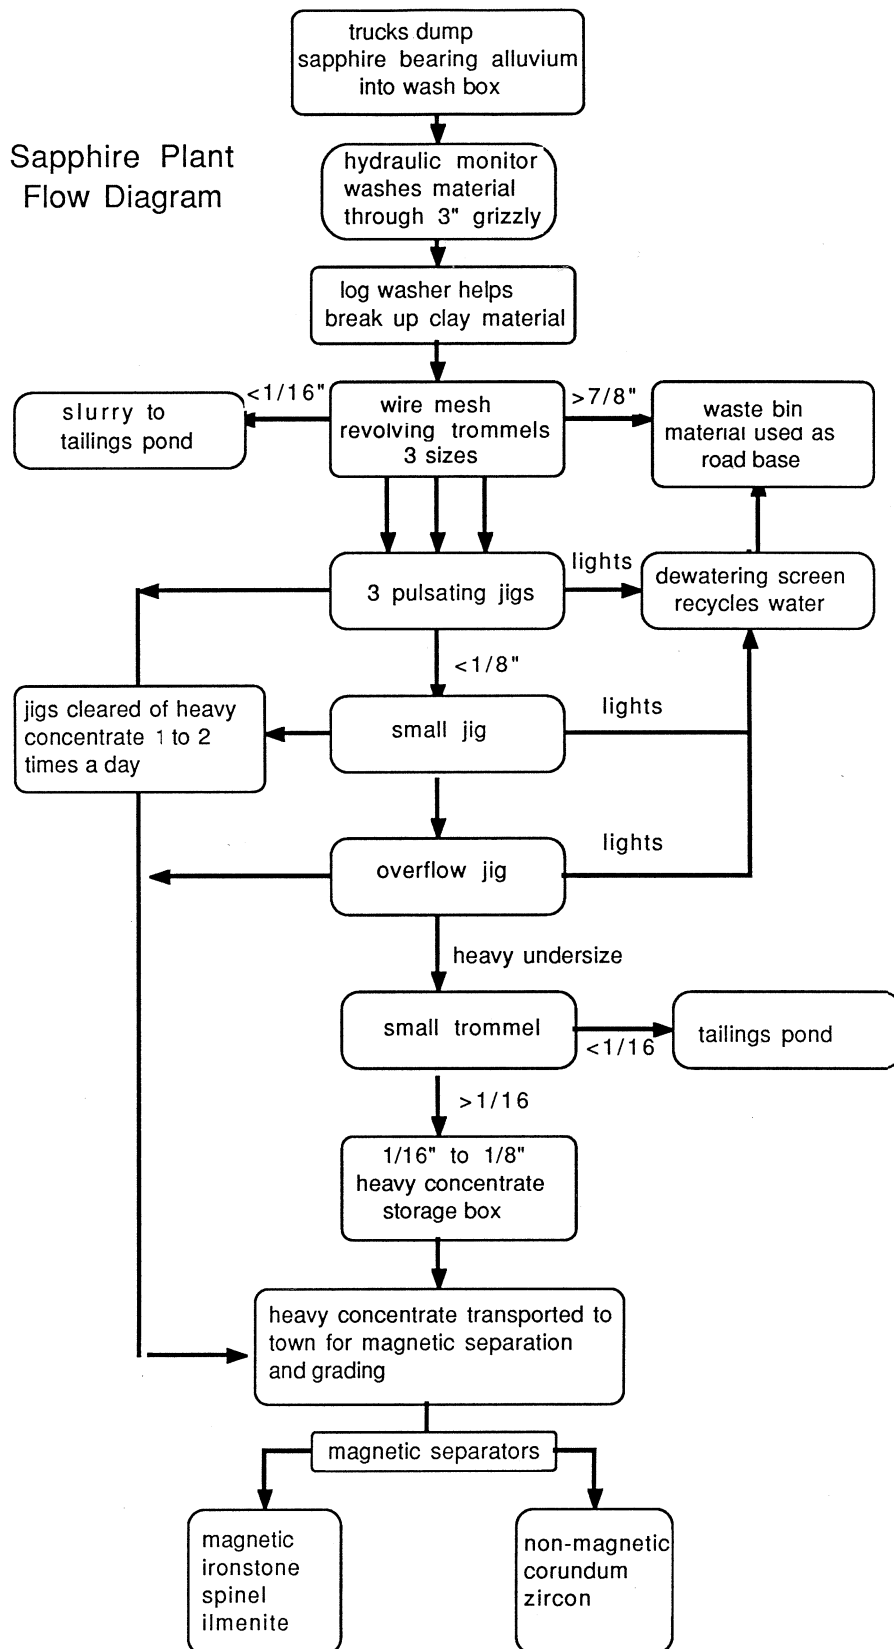 trucks dump
sapphire bearing alluvium
into wash box
Sapphire Plant
Flow Diagram
hydraulic monitor
washes material
through 3" grizzly
log washer helps
break up clay material
<1/16"
>7/8"
slurry to
tailings pond
wire mesh
revolving trommels
3 sizes
waste bin
material used as
road base
3 pulsating jigs
lights
dewatering screen
recycles water
<1/8"
jigs cleared of heavy
concentrate 1 to 2
times a day
small jig
lights
overflow jig
lights
heavy undersize
small trommel
<1/16
tailings pond
>1/16
1/16" to 1/8"
heavy concentrate
storage box
heavy concentrate transported to
town for magnetic separation
and grading
magnetic separators
magnetic
ironstone
spinel
ilmenite
non-magnetic
corundum
zircon